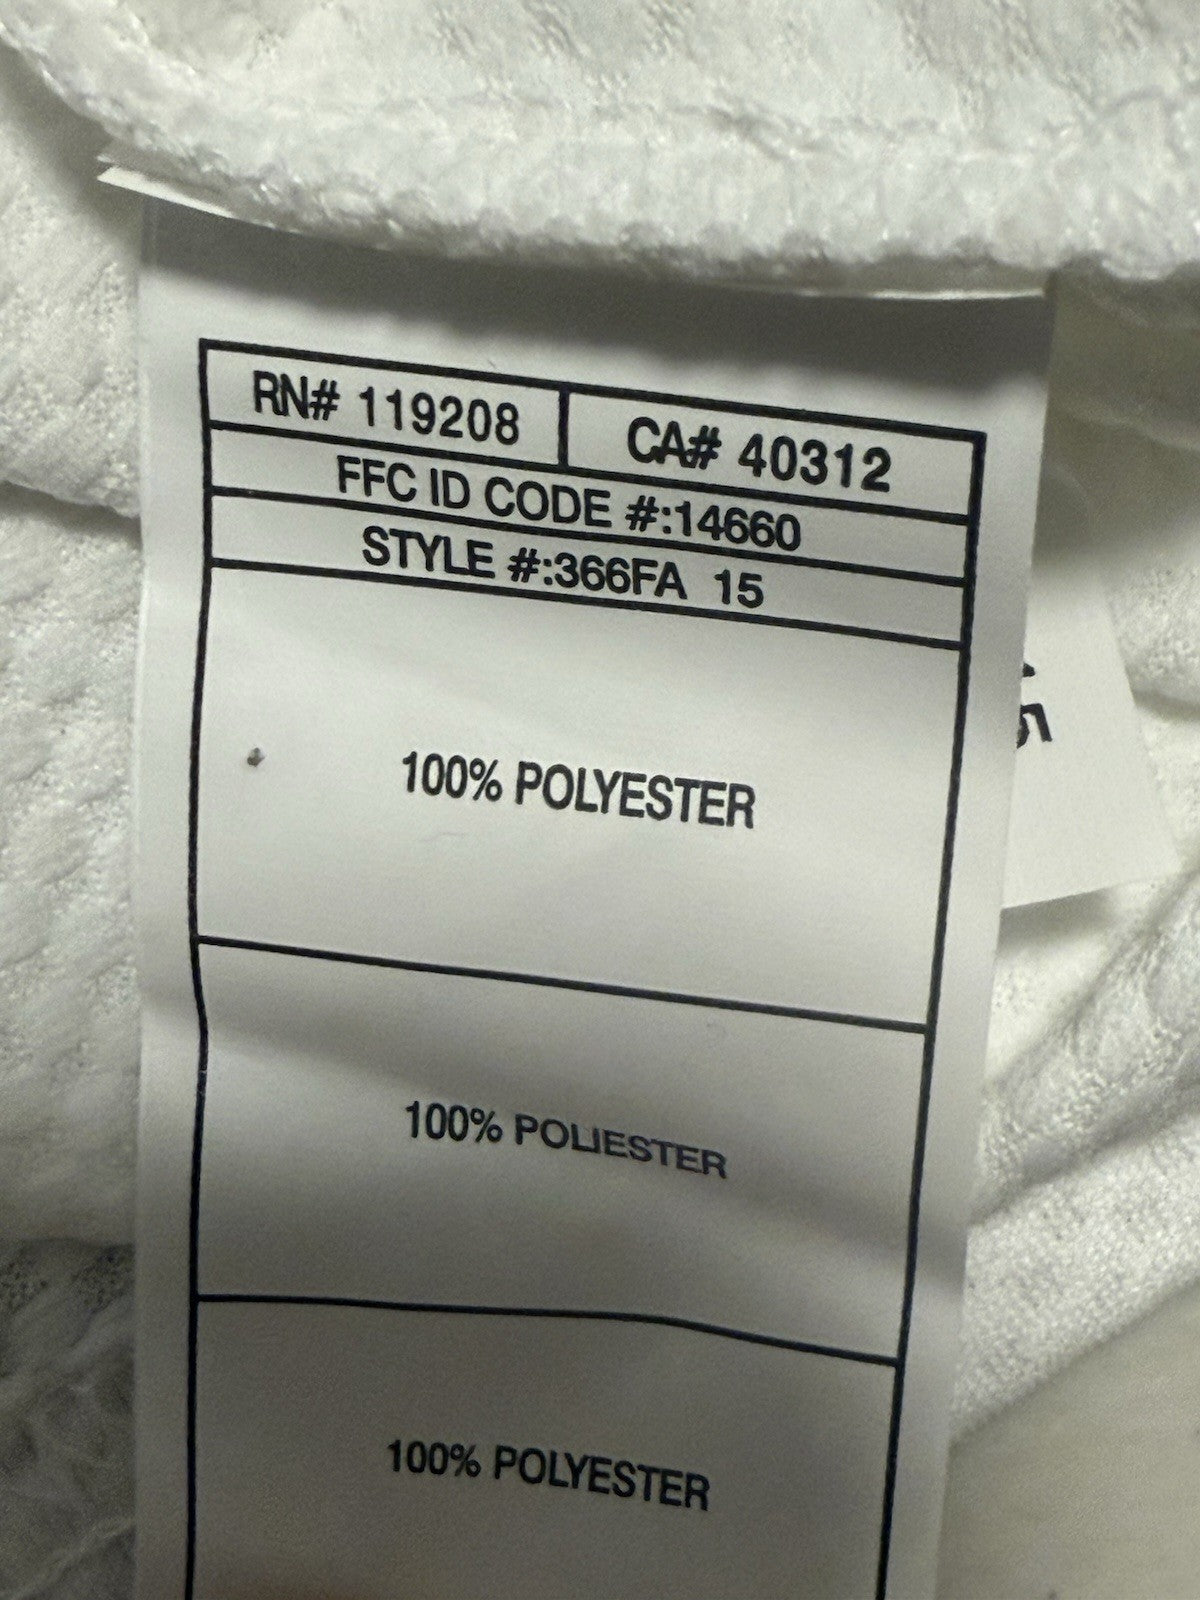 RN# 119208
CA# 40312
FFC ID CODE #:14660
STYLE #:366FA 15
100% POLYESTER
100% POLIESTER
100% POLYESTER